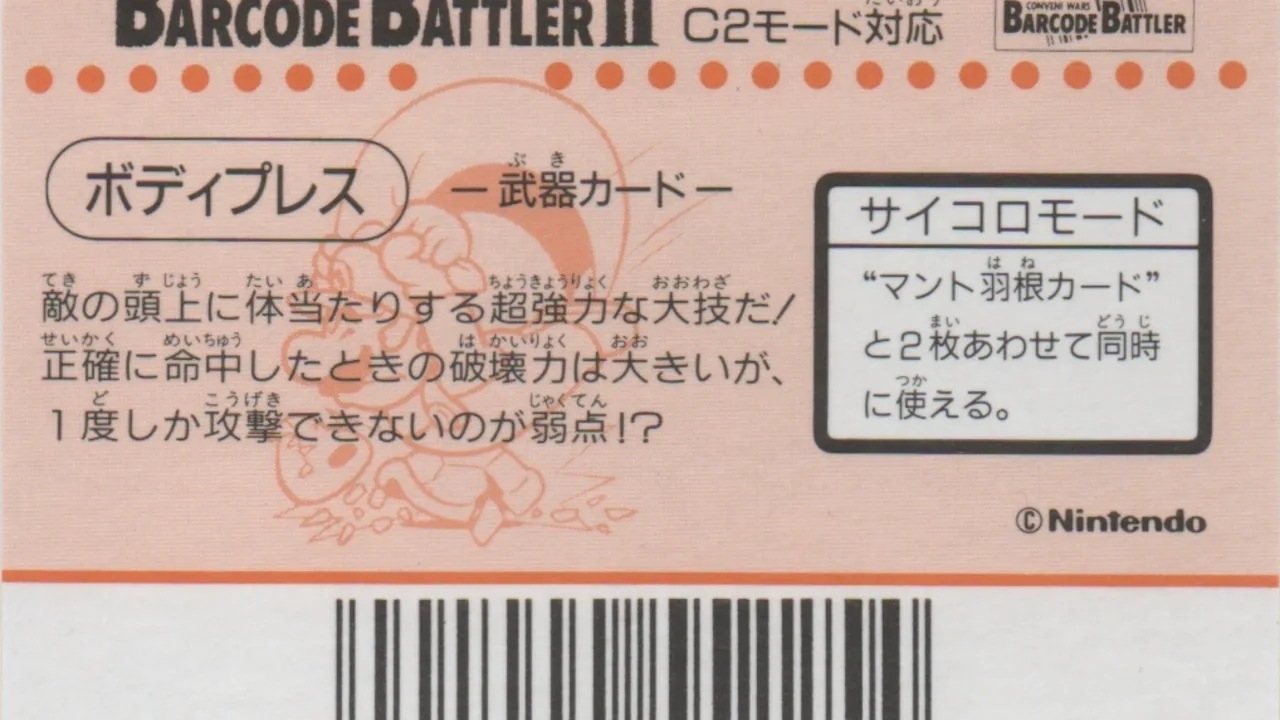 BARCODE BATTLER II C2モード対応
CONVENI WARS
BARCODE BATTLER
ボディプレス
ー武器カードー
敵の頭上に体当たりする超強力な大技だ!
正確に命中したときの破壊力は大きいが、
1度しか攻撃できないのが弱点!?
サイコロモード
“マント羽根カード”
と2枚あわせて同時
に使える。
©Nintendo